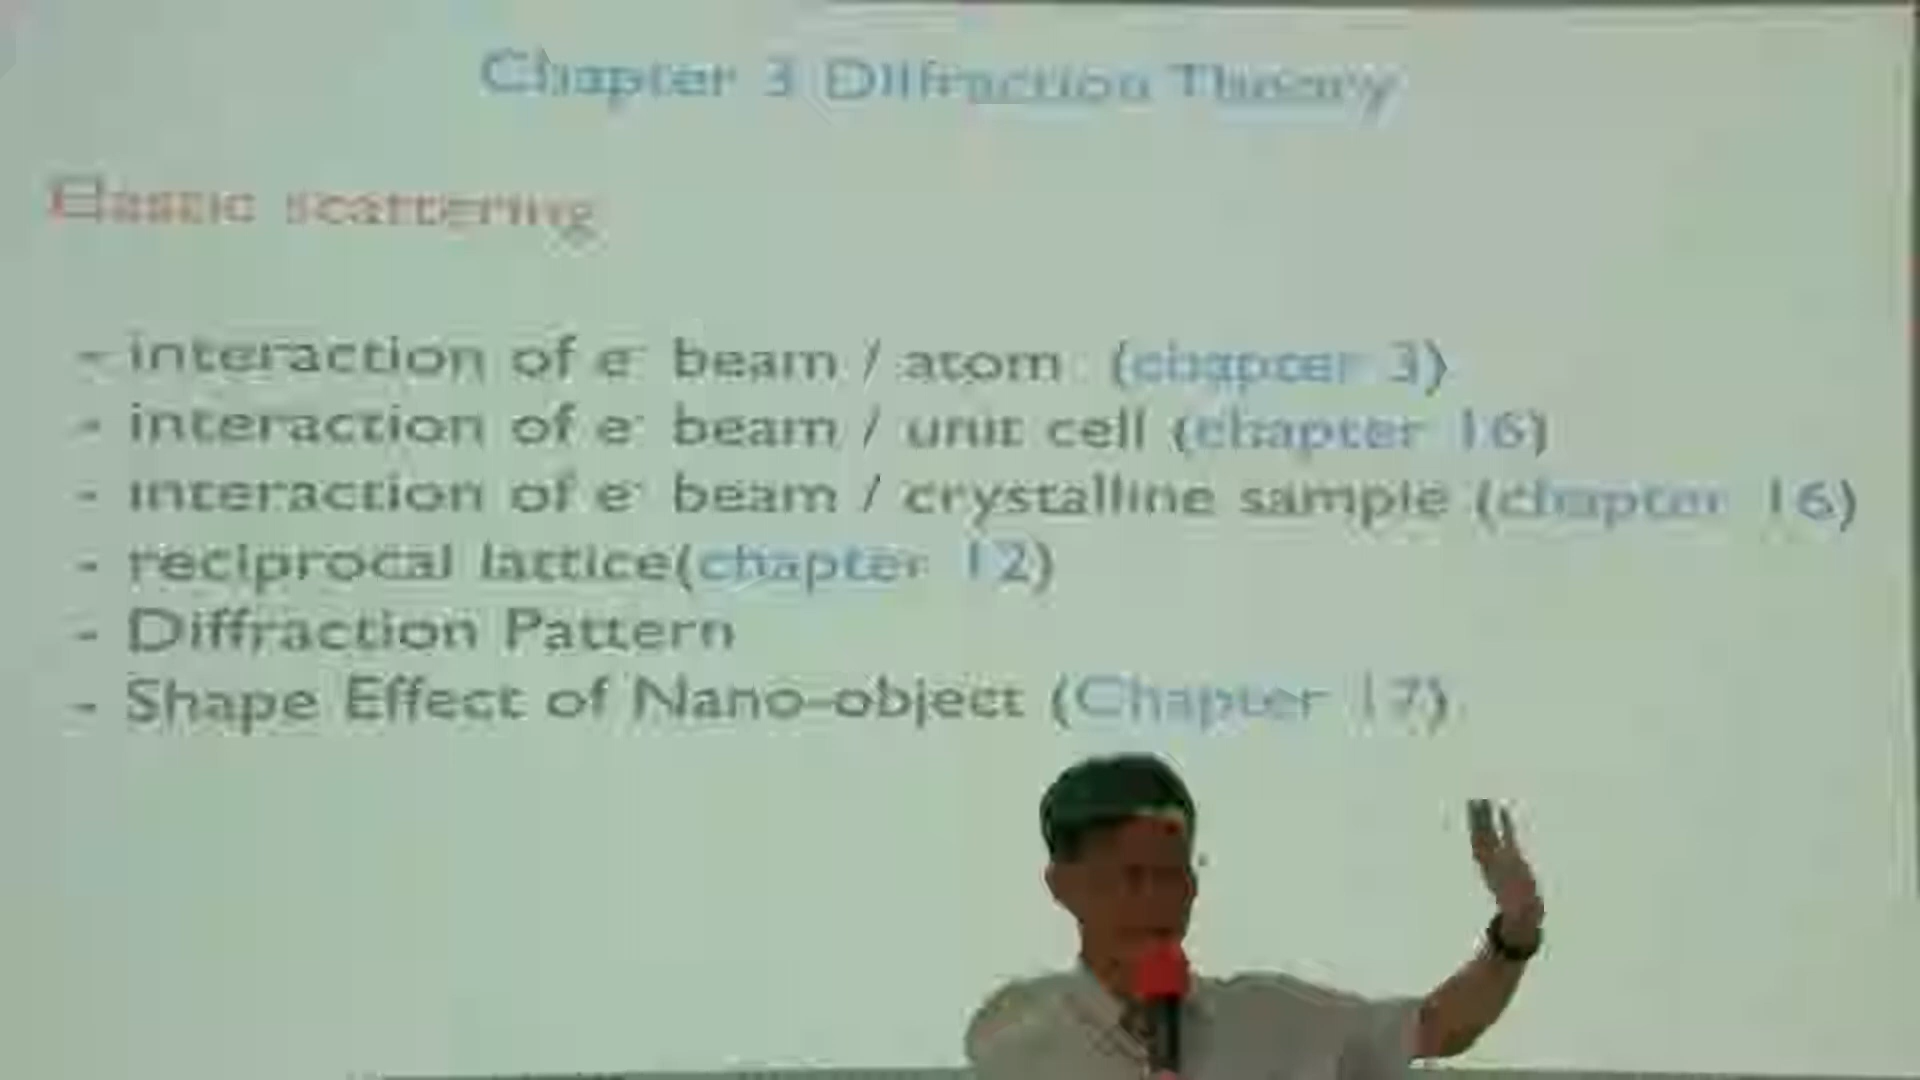 Chapter 3 Diffraction Theory
Elastic scattering
- interaction of e⁻ beam / atom (chapter 3)
- interaction of e⁻ beam / unit cell (chapter 16)
- interaction of e⁻ beam / crystalline sample (chapter 16)
- reciprocal lattice(chapter 12)
- Diffraction Pattern
- Shape Effect of Nano-object (Chapter 17)